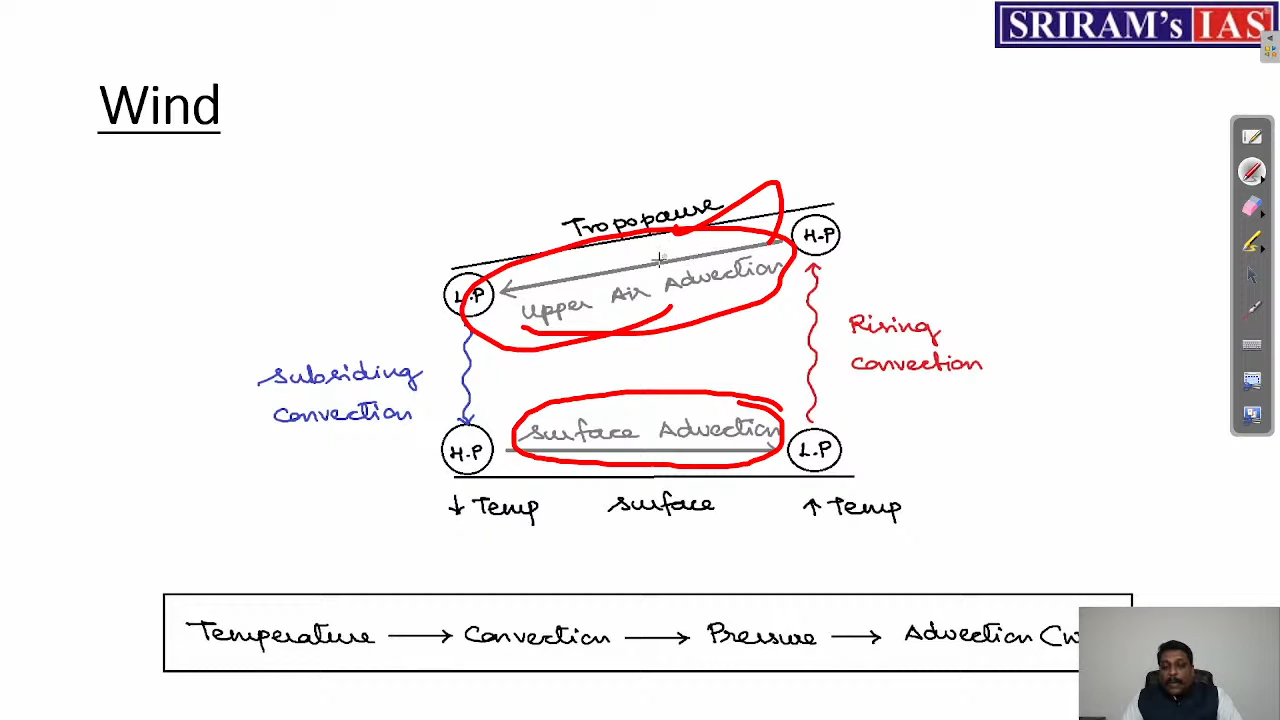 SRIRAM's IAS
Wind
Tropopause
H.P
L.P
Upper Air Advection
Rising
convection
subsiding
convection
surface Advection
H.P
L.P
↓ Temp
surface
↑ Temp
Temperature → Convection → Pressure → Advection